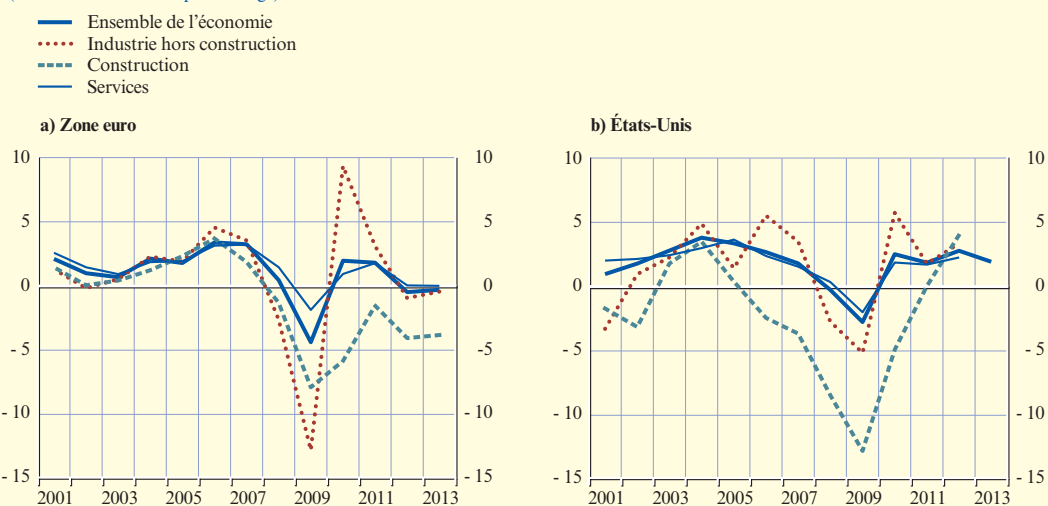 Ensemble de l'économie
Industrie hors construction
Construction
Services
a) Zone euro
b) États-Unis
10 10 10 10
5 5 5 5
0 0 0 0
- 5 - 5 - 5 - 5
- 10 - 10 - 10 - 10
- 15 - 15 - 15 - 15
2001 2003 2005 2007 2009 2011 2013 2001 2003 2005 2007 2009 2011 2013